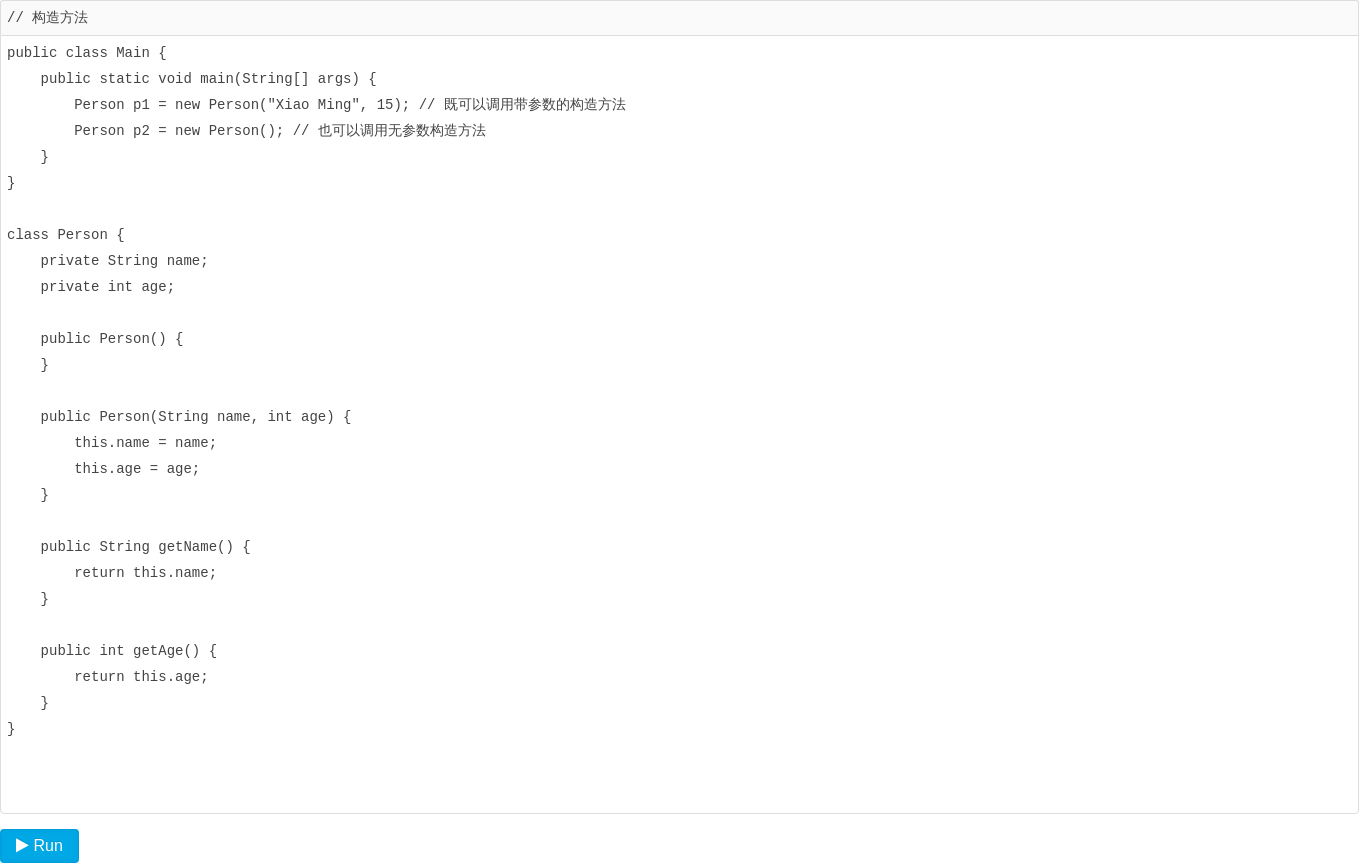 // 构造方法
public class Main {
    public static void main(String[] args) {
        Person p1 = new Person("Xiao Ming", 15); // 既可以调用带参数的构造方法
        Person p2 = new Person(); // 也可以调用无参数构造方法
    }
}

class Person {
    private String name;
    private int age;

    public Person() {
    }

    public Person(String name, int age) {
        this.name = name;
        this.age = age;
    }

    public String getName() {
        return this.name;
    }

    public int getAge() {
        return this.age;
    }
}
Run